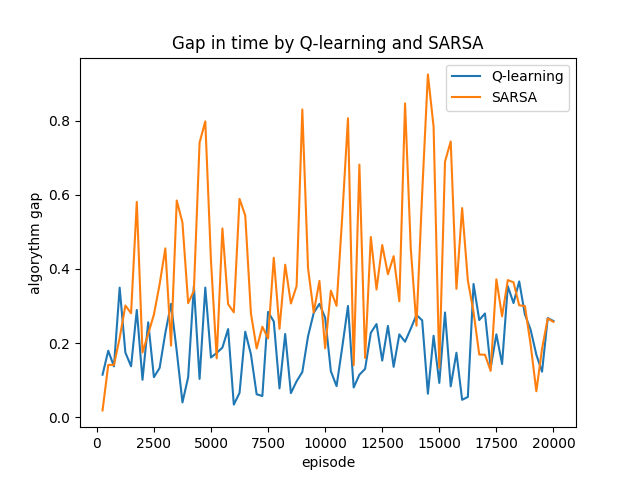 Gap in time by Q-learning and SARSA
Q-learning
SARSA
algorythm gap
0.8
0.6
0.4
0.2
0.0
0 2500 5000 7500 10000 12500 15000 17500 20000
episode